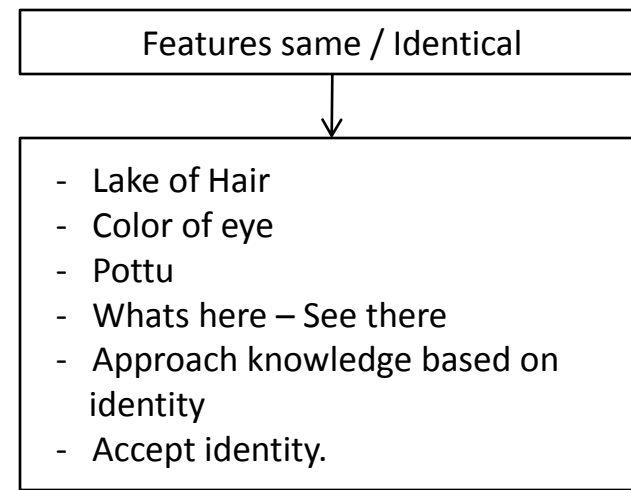 Features same / Identical
- Lake of Hair
- Color of eye
- Pottu
- Whats here – See there
- Approach knowledge based on
identity
- Accept identity.